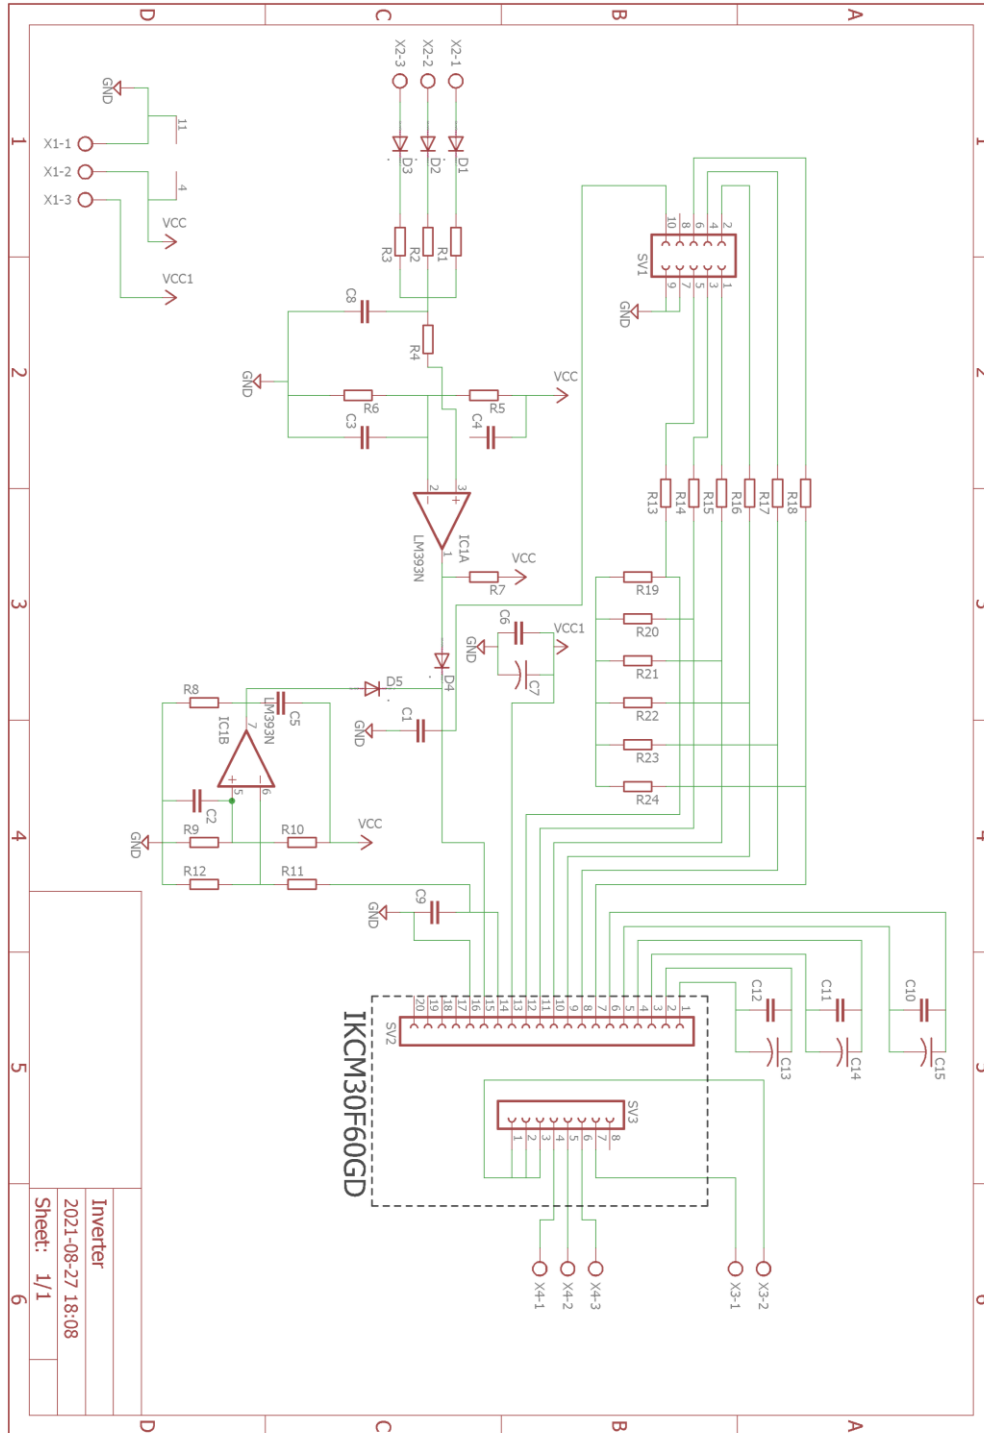 1
2
3
4
5
6
A
B
C
D
X2-1
X2-2
X2-3
D1
D2
D3
R1
R2
R3
R4
C8
GND
R6
C3
R5
C4
VCC
2
3
1
IC1A
LM393N
R7
VCC
GND
11
4
X1-1
X1-2
X1-3
VCC
VCC1
SV1
2
4
6
8
10
1
3
5
7
9
GND
R13
R14
R15
R16
R17
R18
R19
R20
R21
R22
R23
R24
C6
C7
GND
VCC1
D4
D5
C1
GND
R8
C5
LM393N
IC1B
7
5
6
C2
R9
R10
VCC
GND
R12
R11
C9
GND
C10
C11
C12
C13
C14
C15
1
2
3
4
5
6
7
8
9
10
11
12
13
14
15
16
17
18
19
20
SV2
IKCM30F60GD
SV3
8
7
6
5
4
3
2
1
X4-1
X4-2
X4-3
X3-1
X3-2
Inverter
2021-08-27 18:08
Sheet: 1/1
1
2
3
4
5
6
A
B
C
D